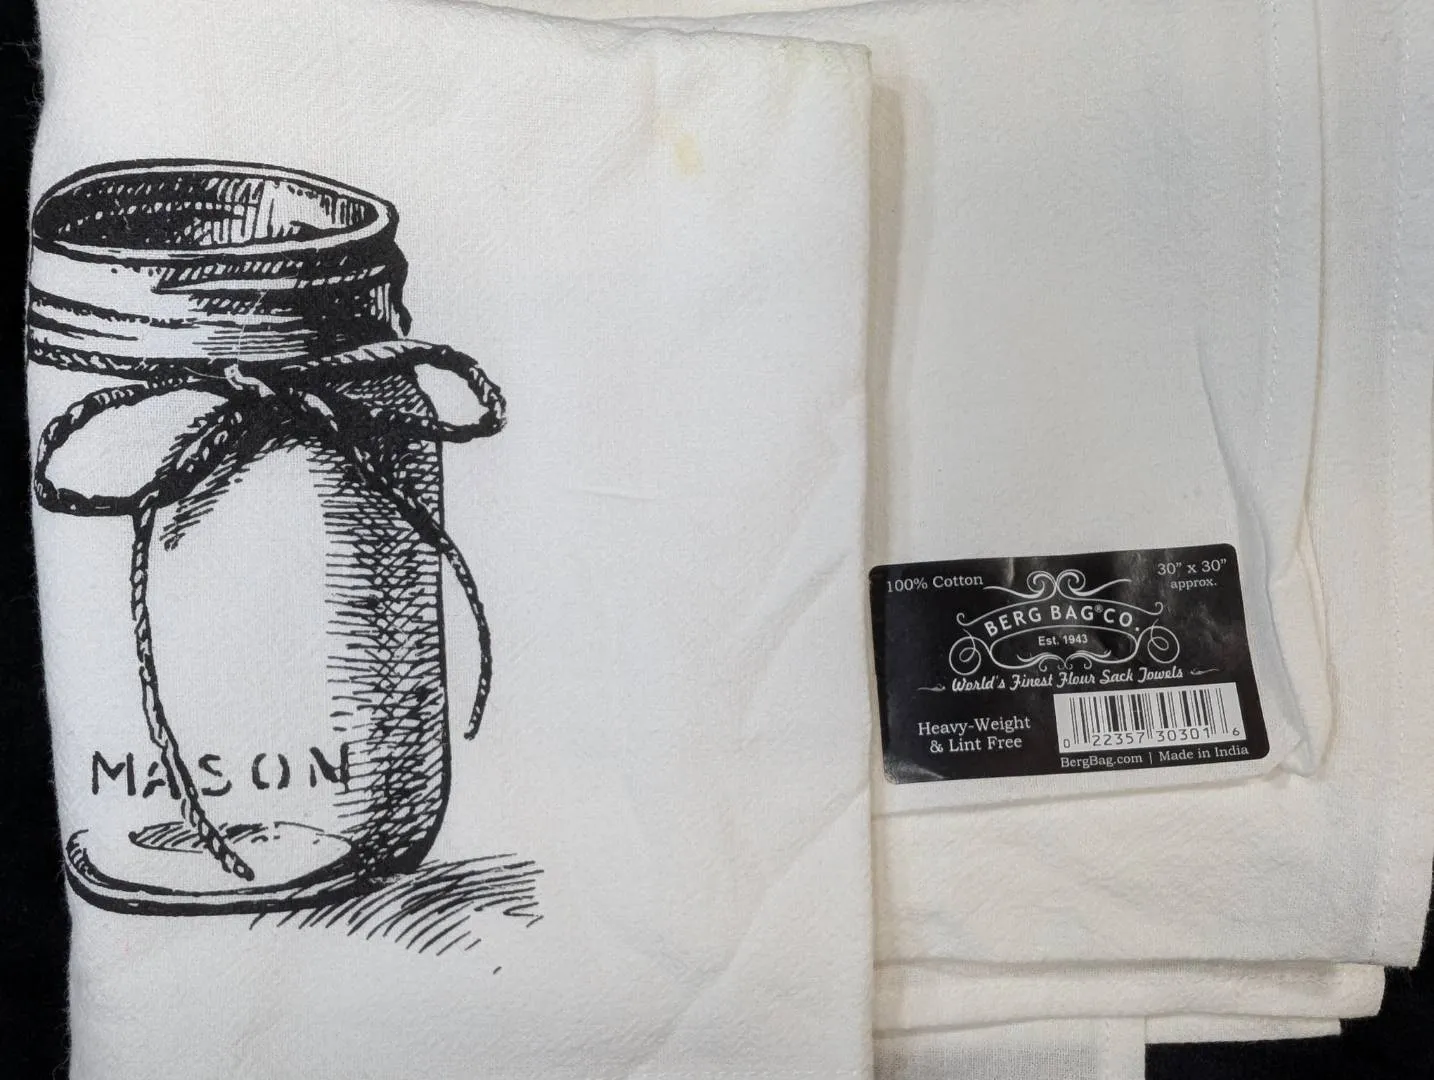 MASON
100% Cotton
30" x 30"
approx.
BERG BAG® CO.
Est. 1943
World's Finest Flour Sack Towels
Heavy-Weight
& Lint Free
0 22357 30301 6
BergBag.com | Made in India